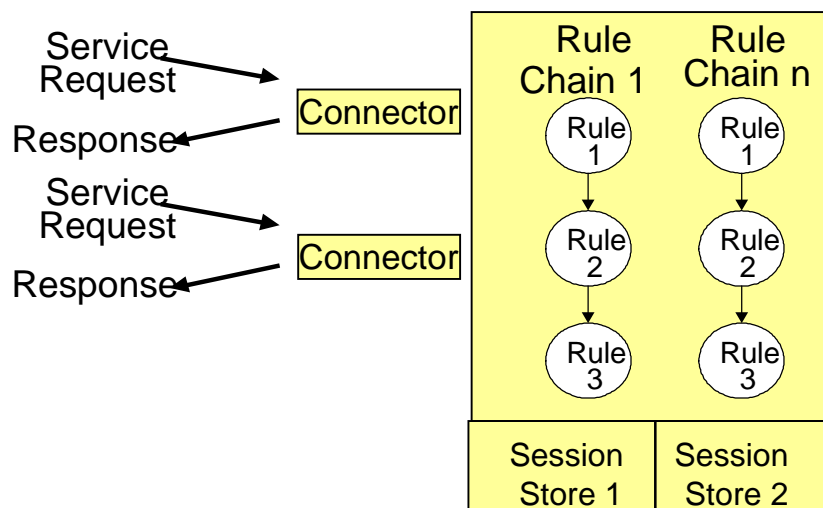 Service
Request
Connector
Response
Service
Request
Connector
Response
Rule
Chain 1
Rule
1
Rule
2
Rule
3
Rule
Chain n
Rule
1
Rule
2
Rule
3
Session
Store 1
Session
Store 2